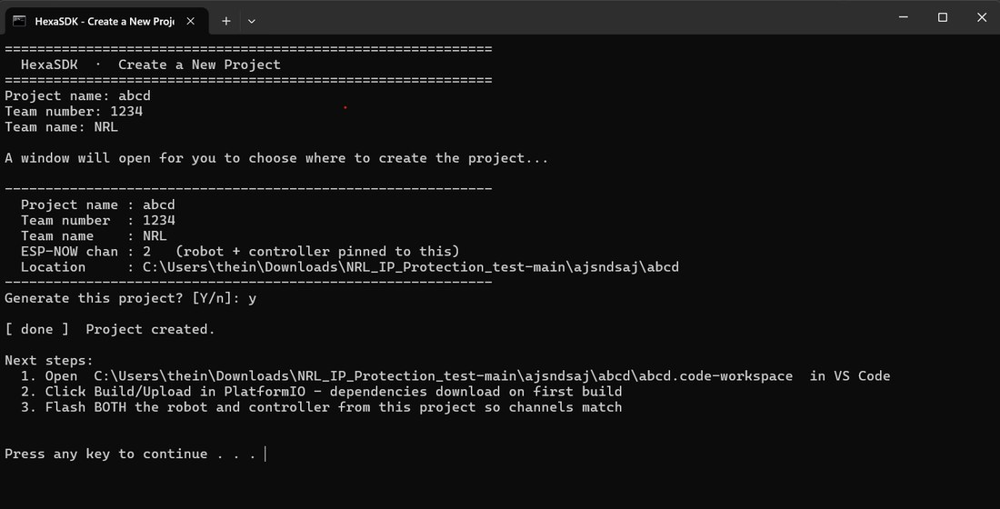 HexaSDK - Create a New Proj
============================================================
HexaSDK · Create a New Project
============================================================
Project name: abcd
Team number: 1234
Team name: NRL
A window will open for you to choose where to create the project...
------------------------------------------------------------
Project name : abcd
Team number  : 1234
Team name    : NRL
ESP-NOW chan : 2   (robot + controller pinned to this)
Location     : C:\Users\thein\Downloads\NRL_IP_Protection_test-main\ajsndsaj\abcd
------------------------------------------------------------
Generate this project? [Y/n]: y
[ done ]  Project created.
Next steps:
1. Open  C:\Users\thein\Downloads\NRL_IP_Protection_test-main\ajsndsaj\abcd\abcd.code-workspace  in VS Code
2. Click Build/Upload in PlatformIO - dependencies download on first build
3. Flash BOTH the robot and controller from this project so channels match
Press any key to continue . . .